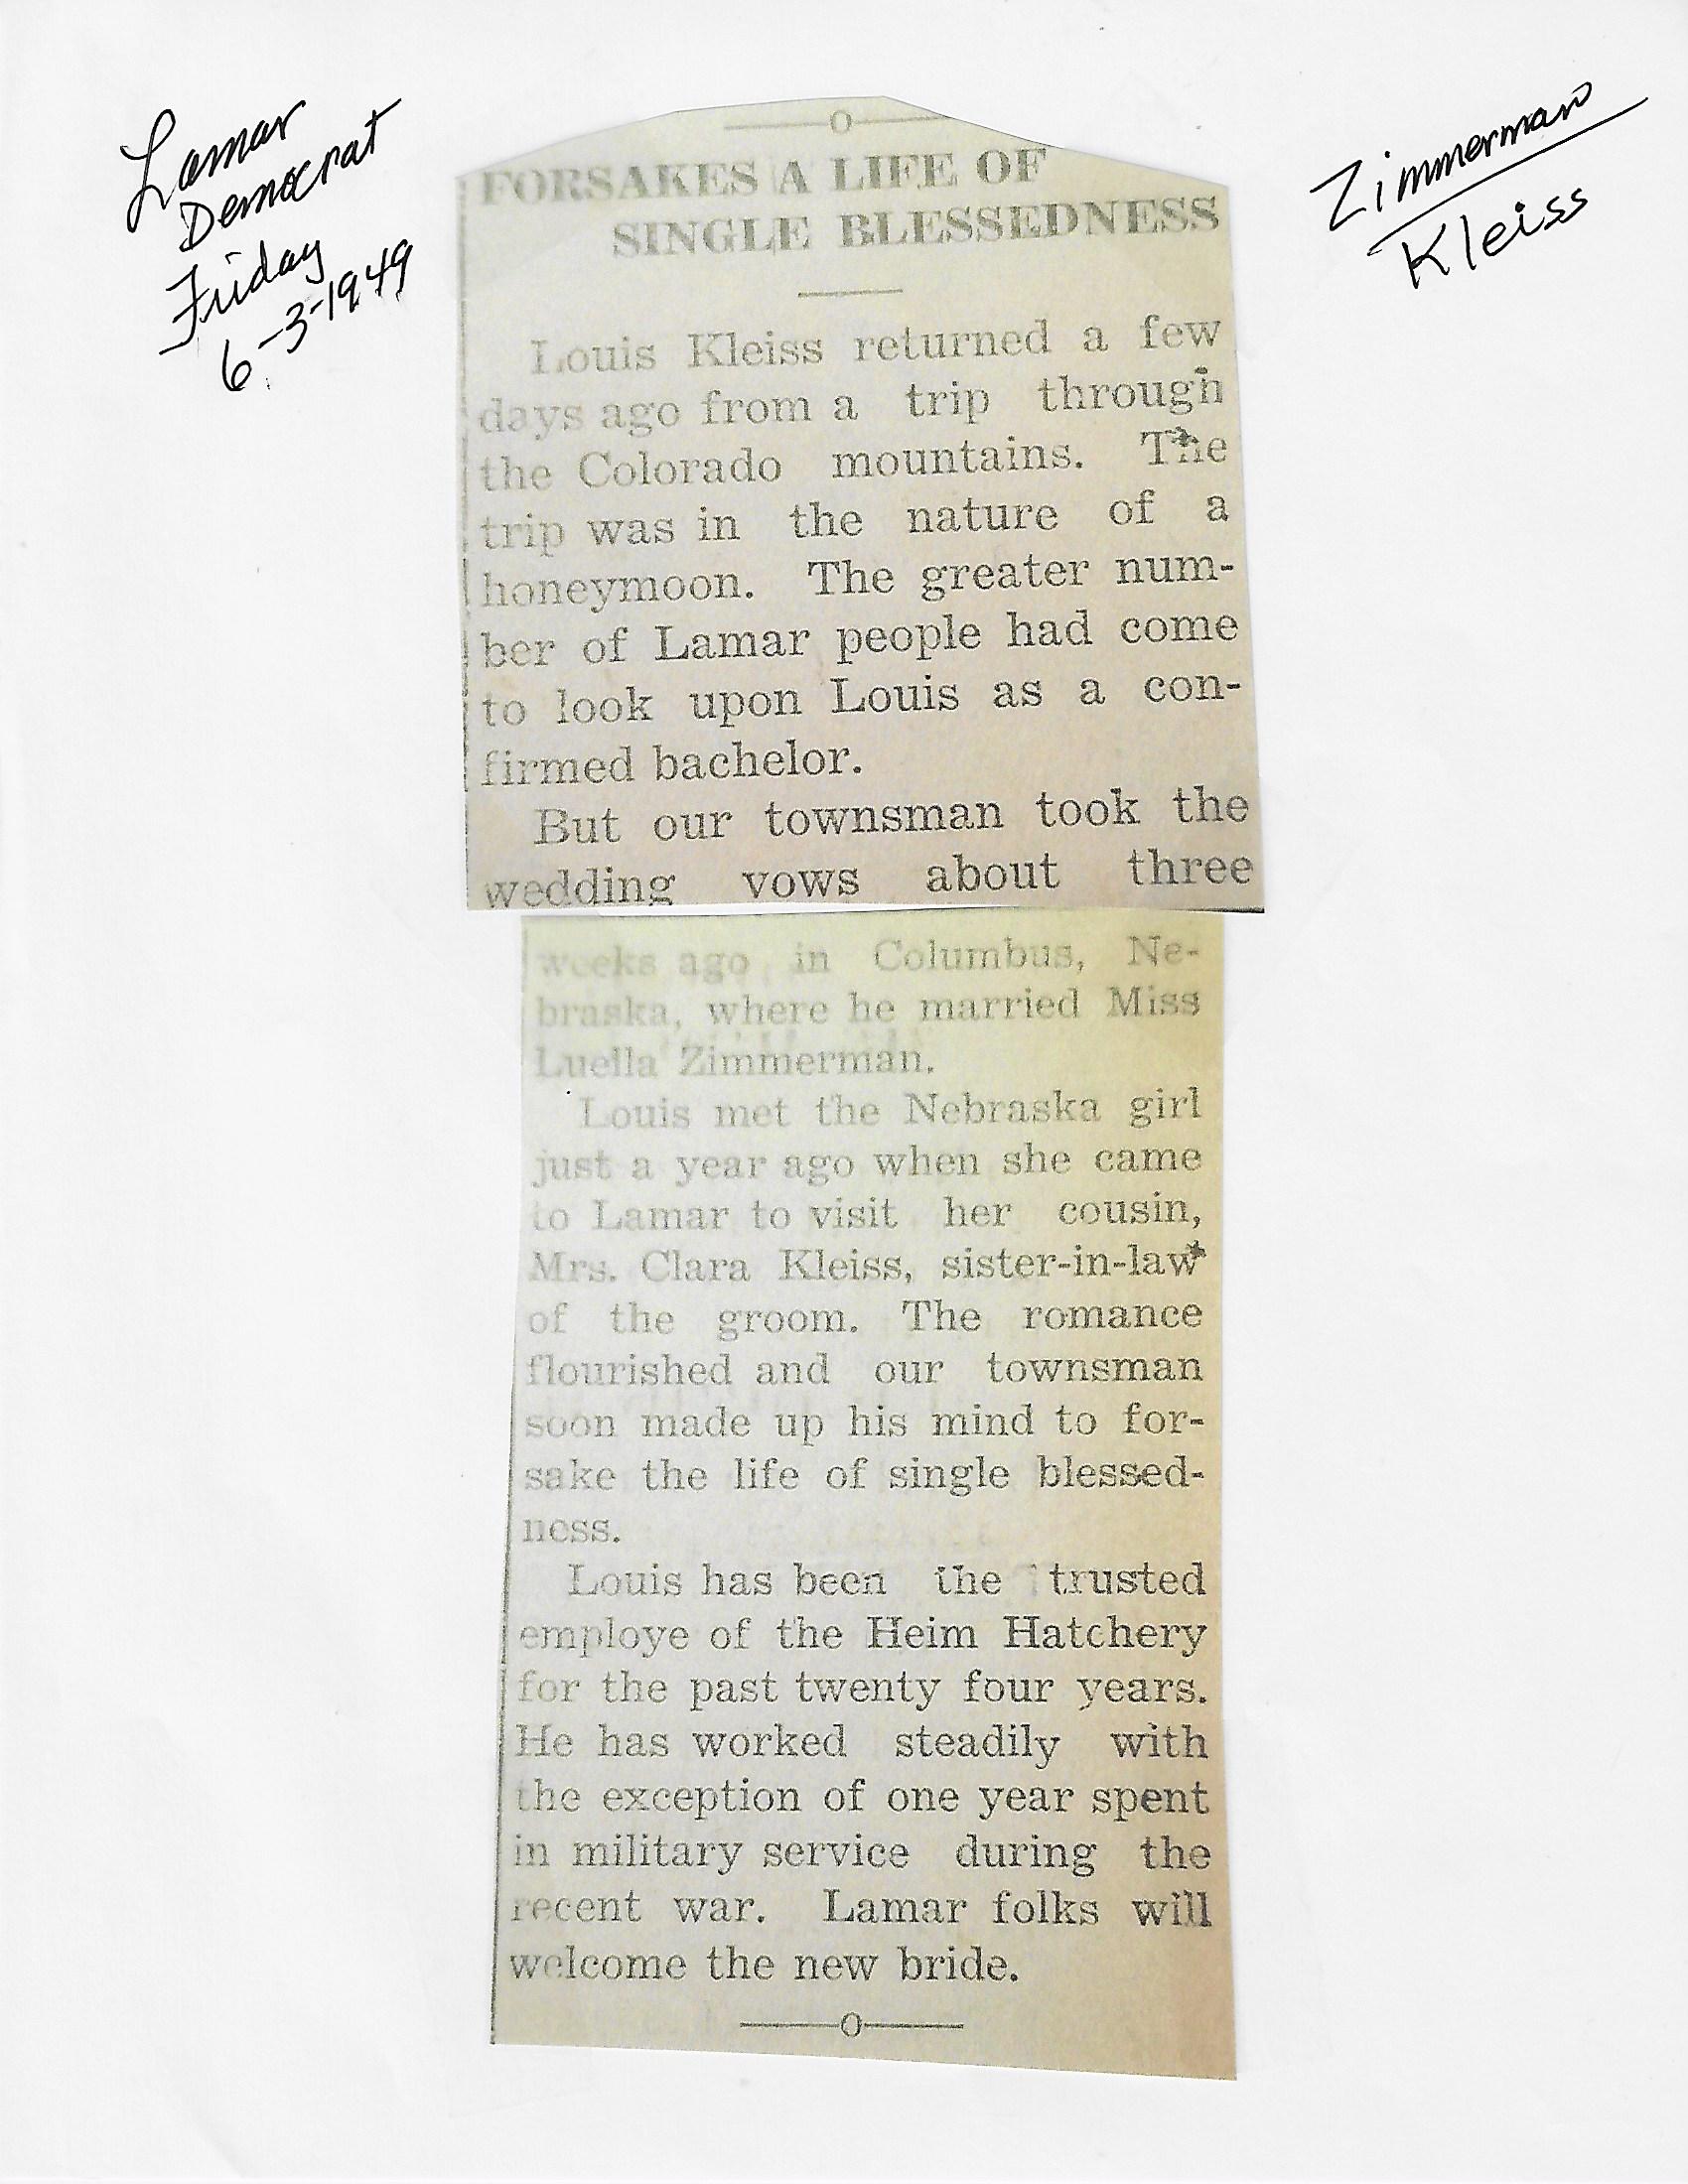 Lamar
Democrat
Friday
6-3-1949
Zimmerman
Kleiss
FORSAKES A LIFE OF
SINGLE BLESSEDNESS
Louis Kleiss returned a few
days ago from a trip through
the Colorado mountains. The
trip was in the nature of a
honeymoon. The greater num-
ber of Lamar people had come
to look upon Louis as a con-
firmed bachelor.
But our townsman took the
wedding vows about three
weeks ago in Columbus, Ne-
braska, where he married Miss
Luella Zimmerman.
Louis met the Nebraska girl
just a year ago when she came
to Lamar to visit her cousin,
Mrs. Clara Kleiss, sister-in-law
of the groom. The romance
flourished and our townsman
soon made up his mind to for-
sake the life of single blessed-
ness.
Louis has been the trusted
employe of the Heim Hatchery
for the past twenty four years.
He has worked steadily with
the exception of one year spent
in military service during the
recent war. Lamar folks will
welcome the new bride.